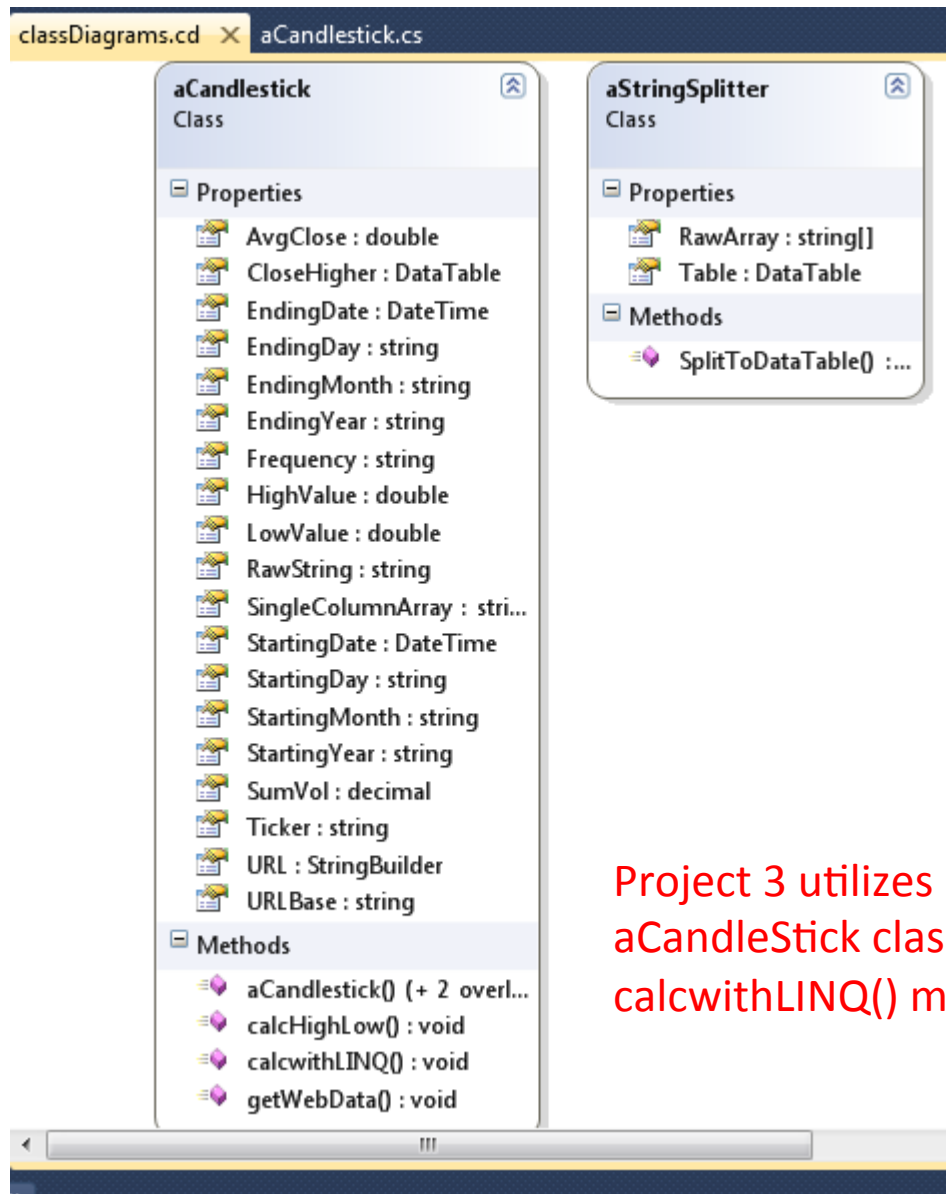 classDiagrams.cd × aCandlestick.cs
aCandlestick
Class
Properties
AvgClose : double
CloseHigher : DataTable
EndingDate : DateTime
EndingDay : string
EndingMonth : string
EndingYear : string
Frequency : string
HighValue : double
LowValue : double
RawString : string
SingleColumnArray : stri...
StartingDate : DateTime
StartingDay : string
StartingMonth : string
StartingYear : string
SumVol : decimal
Ticker : string
URL : StringBuilder
URLBase : string
Methods
aCandlestick() (+ 2 overl...
calcHighLow() : void
calcwithLINQ() : void
getWebData() : void
aStringSplitter
Class
Properties
RawArray : string[]
Table : DataTable
Methods
SplitToDataTable() :...
Project 3 utilizes
aCandleStick clas
calcwithLINQ() m